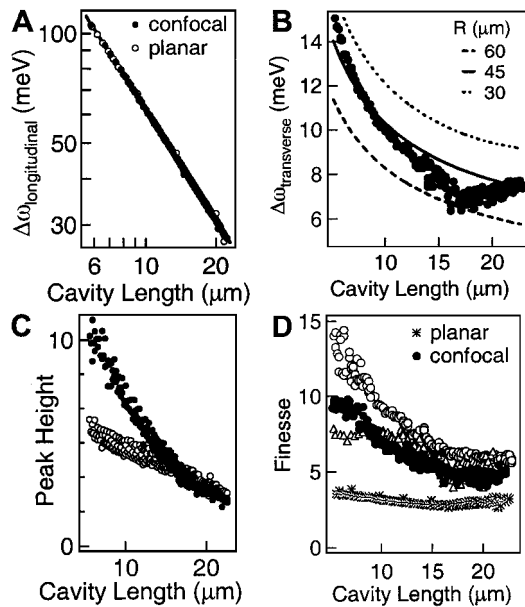 A
100
50
30
Δω_longitudinal (meV)
confocal
planar
6
10
20
Cavity Length (μm)
B
14
12
10
8
6
Δω_transverse (meV)
R (μm)
60
45
30
10
15
20
Cavity Length (μm)
C
10
0
Peak Height
10
20
Cavity Length (μm)
D
15
10
5
0
Finesse
planar
confocal
10
15
20
Cavity Length (μm)